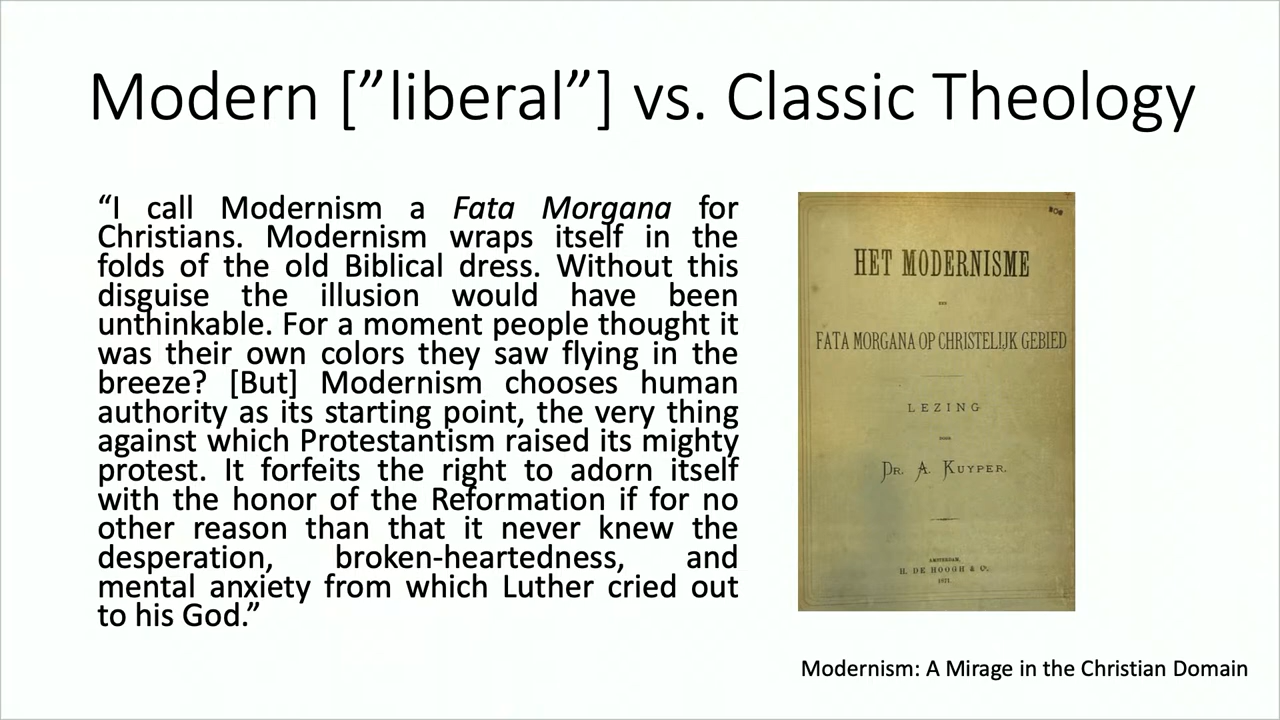 Modern [”liberal”] vs. Classic Theology
“I call Modernism a Fata Morgana for
Christians. Modernism wraps itself in the
folds of the old Biblical dress. Without this
disguise the illusion would have been
unthinkable. For a moment people thought it
was their own colors they saw flying in the
breeze? [But] Modernism chooses human
authority as its starting point, the very thing
against which Protestantism raised its mighty
protest. It forfeits the right to adorn itself
with the honor of the Reformation if for no
other reason than that it never knew the
desperation, broken-heartedness, and
mental anxiety from which Luther cried out
to his God.”
HET MODERNISME
EEN
FATA MORGANA OP CHRISTELIJK GEBIED
LEZING
DOOR
Dr. A. Kuyper.
AMSTERDAM,
H. DE HOOGH & Co.
1871.
Modernism: A Mirage in the Christian Domain